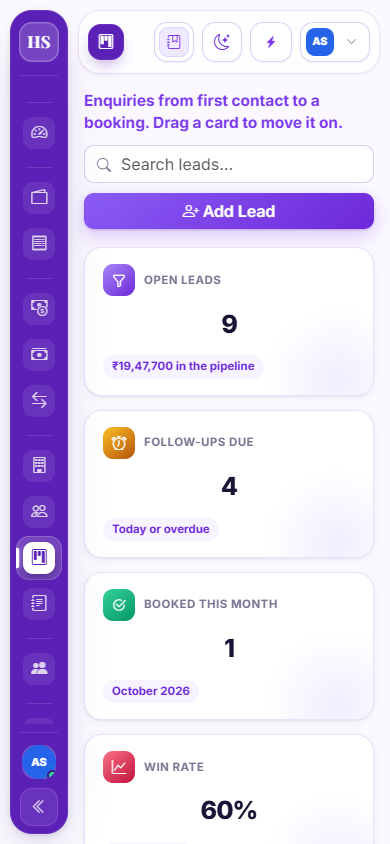 HS
AS
Enquiries from first contact to a
booking. Drag a card to move it on.
Search leads...
Add Lead
OPEN LEADS
9
₹19,47,700 in the pipeline
FOLLOW-UPS DUE
4
Today or overdue
BOOKED THIS MONTH
1
October 2026
WIN RATE
60%
AS